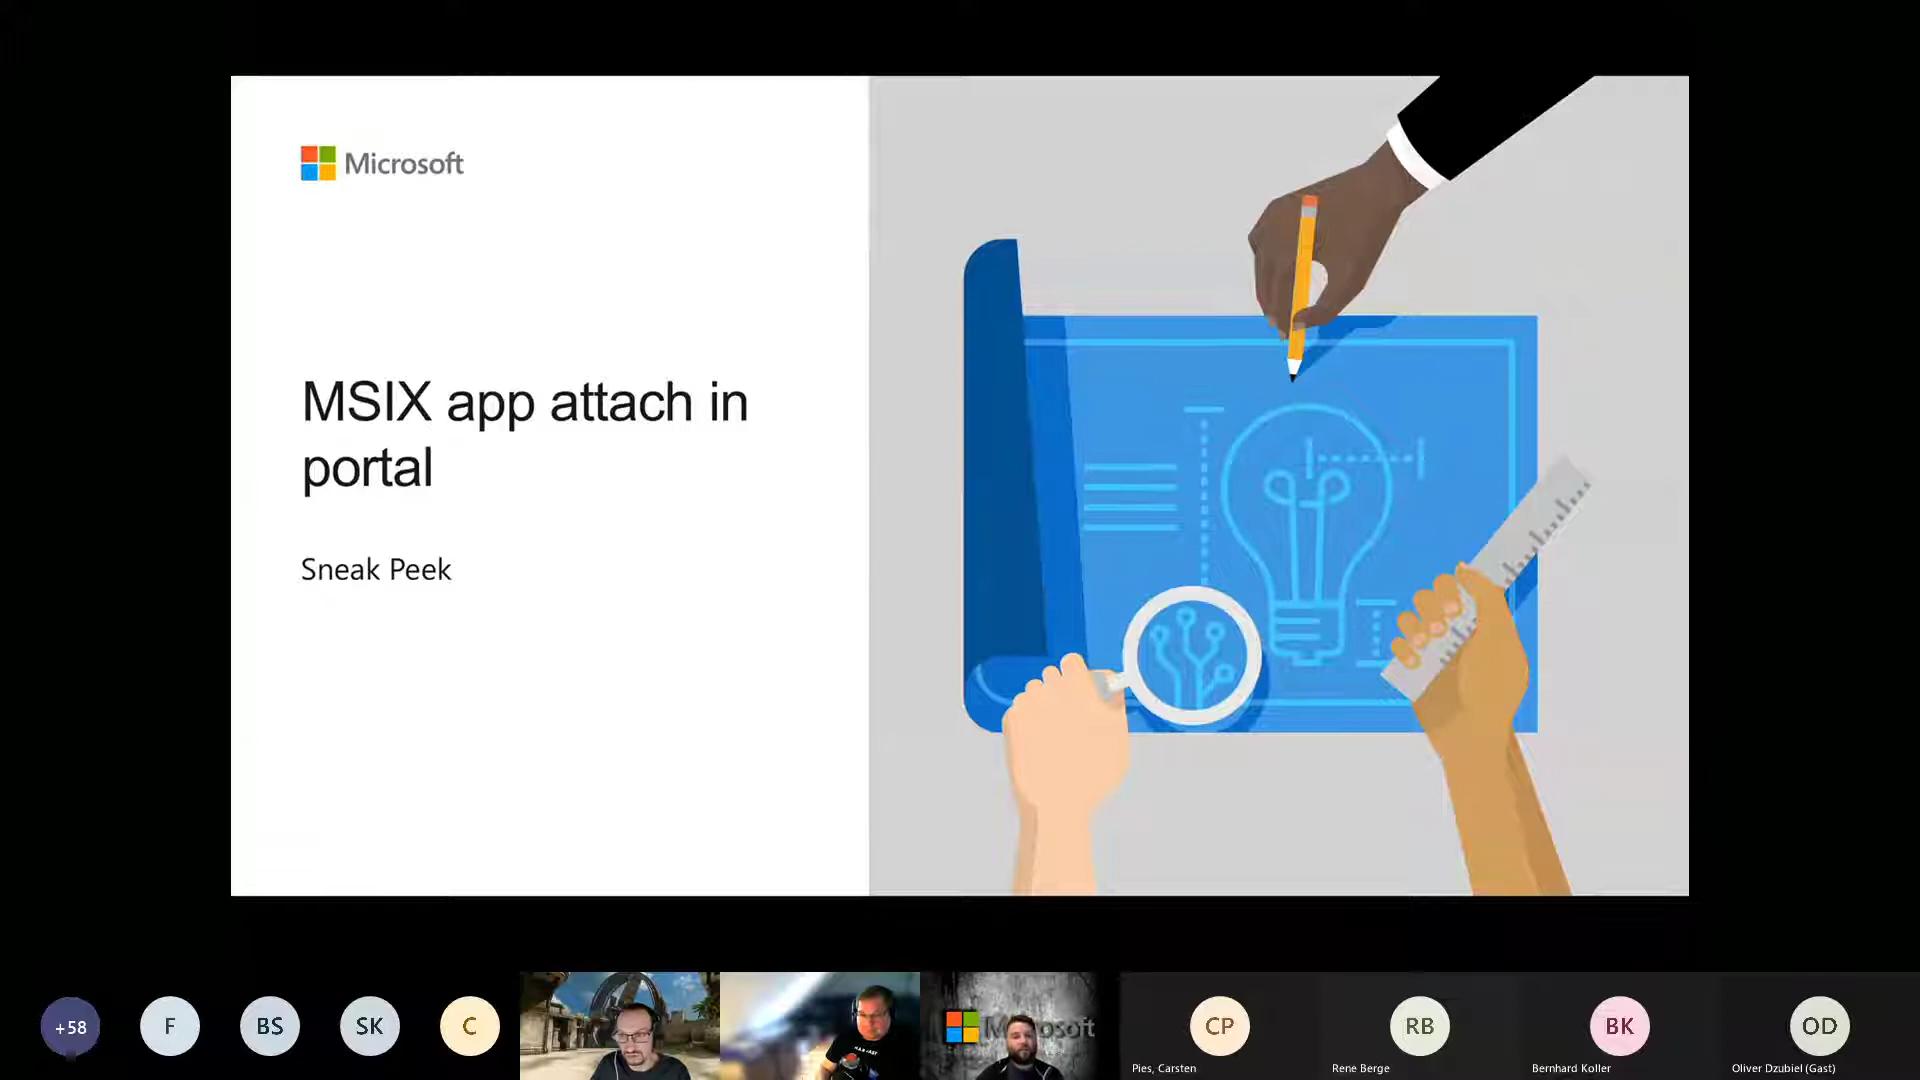 Microsoft
MSIX app attach in
portal
Sneak Peek
+58
F
BS
SK
C
Microsoft
CP
RB
BK
OD
Pies, Carsten
Rene Berge
Bernhard Koller
Oliver Dzubiel (Gast)